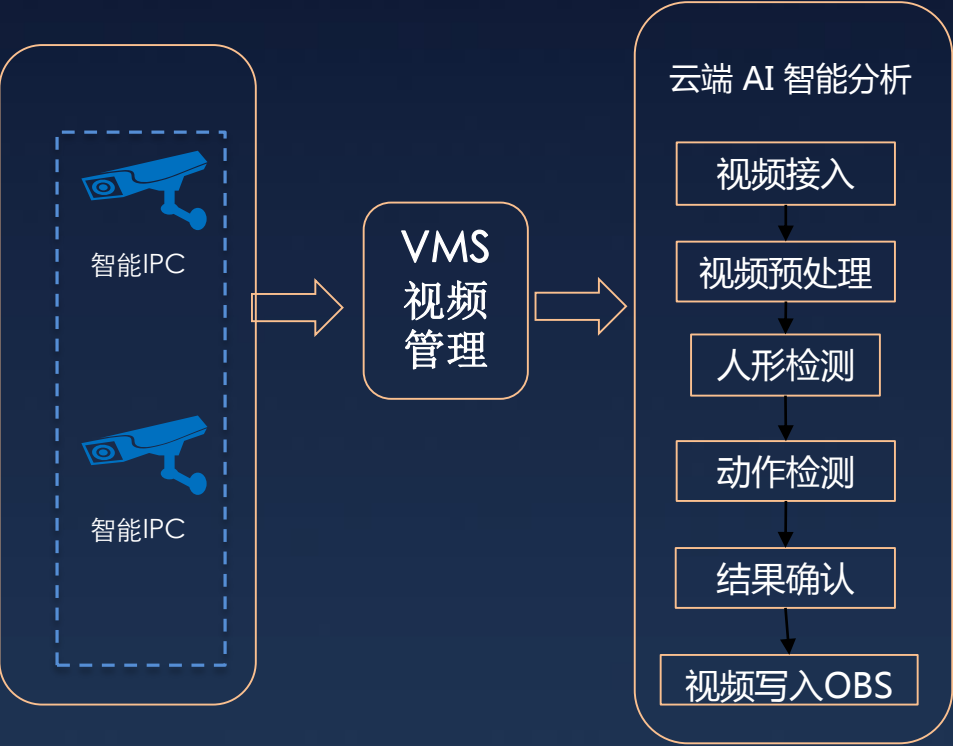 智能IPC
智能IPC
VMS
视频
管理
云端 AI 智能分析
视频接入
视频预处理
人形检测
动作检测
结果确认
视频写入OBS